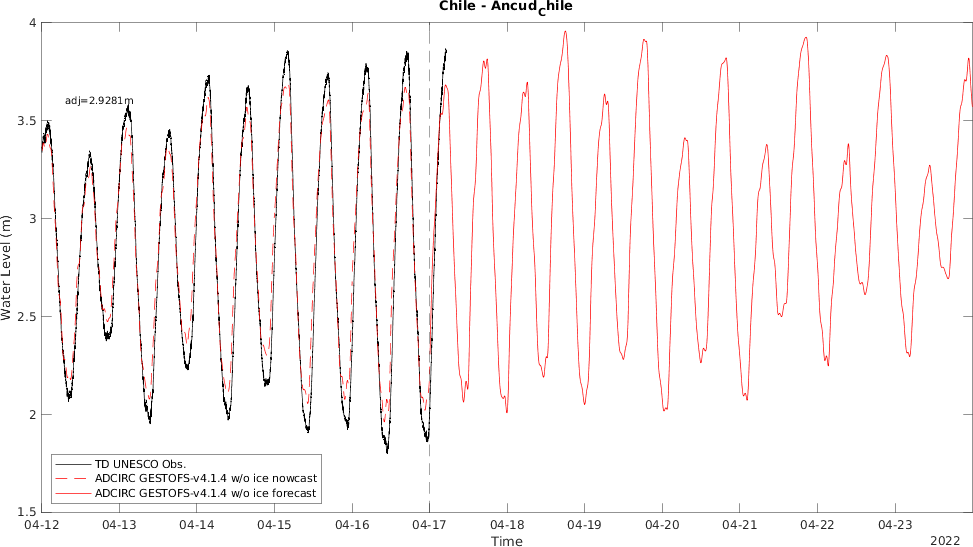 Chile - Ancud_Chile
4
adj=2.9281m
3.5
3
Water Level (m)
2.5
2
TD UNESCO Obs.
ADCIRC GESTOFS-v4.1.4 w/o ice nowcast
ADCIRC GESTOFS-v4.1.4 w/o ice forecast
1.5
04-12 04-13 04-14 04-15 04-16 04-17 04-18 04-19 04-20 04-21 04-22 04-23
Time
2022